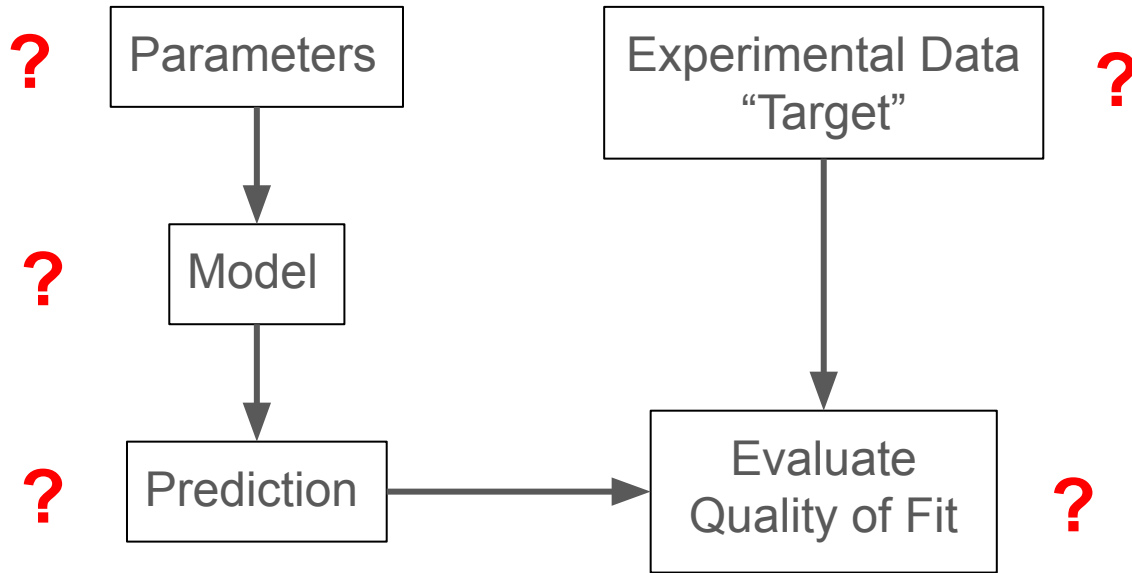 ?
Parameters
Experimental Data
“Target”
?
?
Model
?
Prediction
Evaluate
Quality of Fit
?